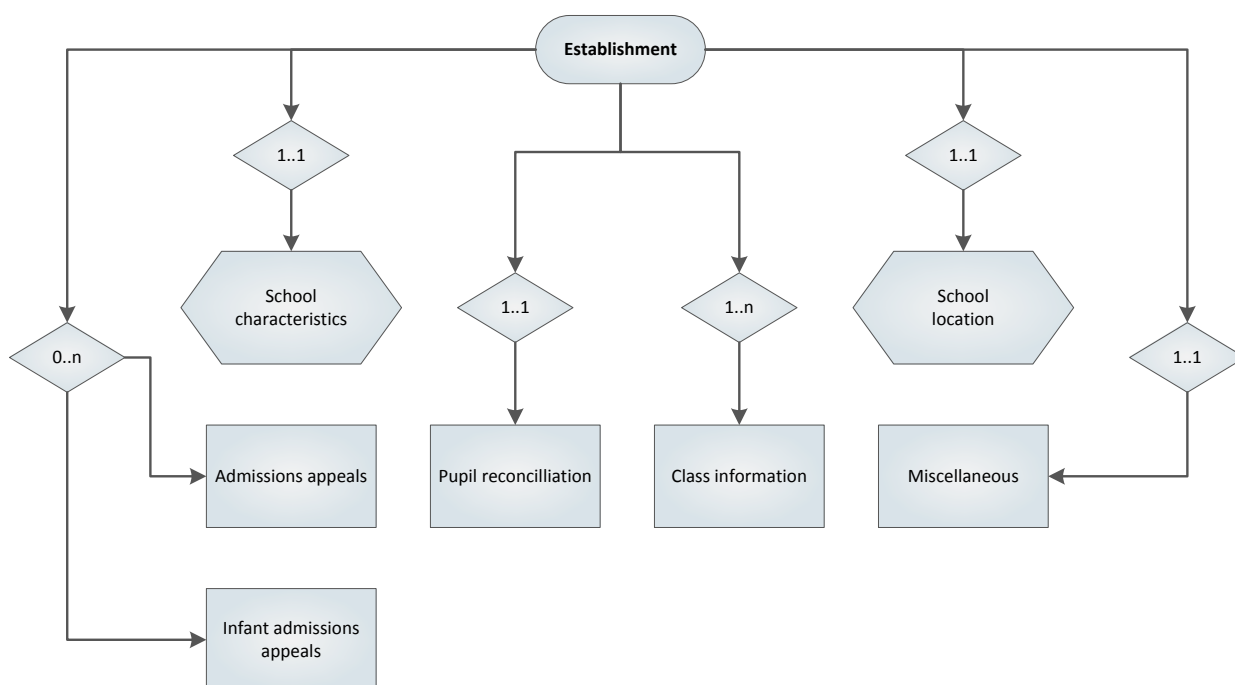 Establishment
1..1
1..1
School
characteristics
1..1
1..n
School
location
0..n
1..1
Admissions appeals
Pupil reconcilliation
Class information
Miscellaneous
Infant admissions
appeals